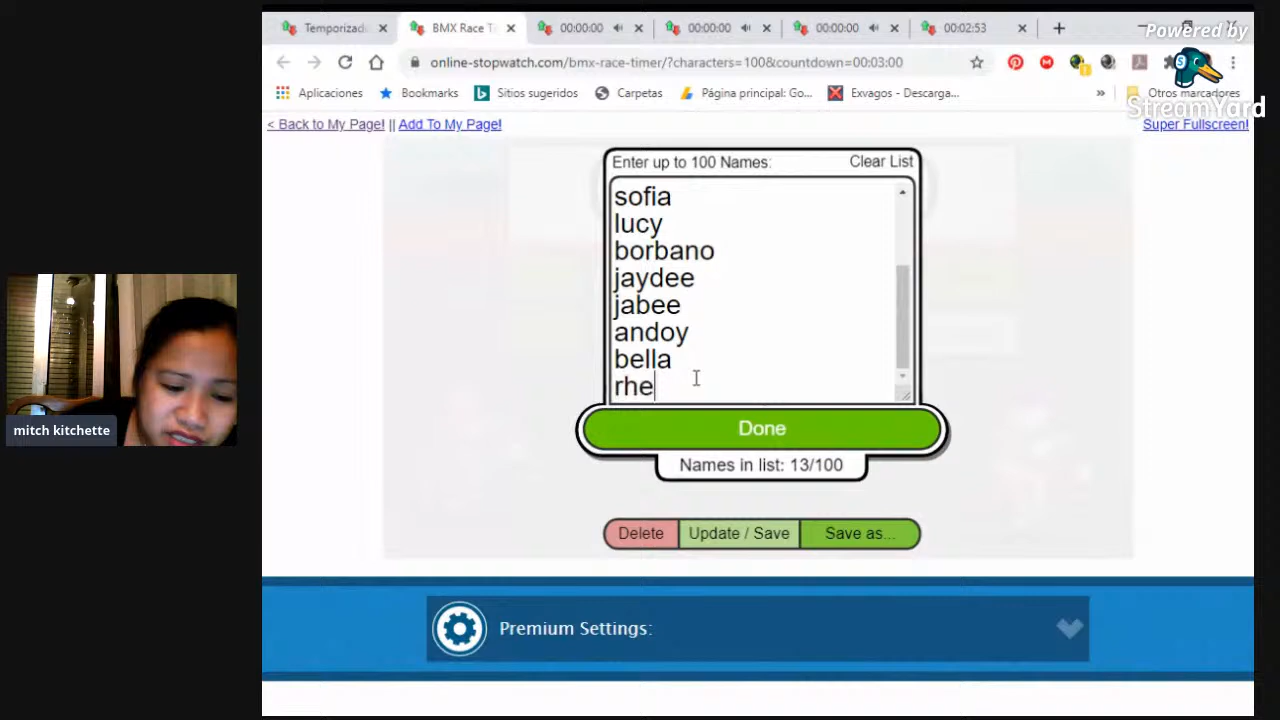 Temporizad
BMX Race T
00:00:00
00:00:00
00:00:00
00:02:53
Powered by
online-stopwatch.com/bmx-race-timer/?characters=100&countdown=00:03:00
Aplicaciones
Bookmarks
Sitios sugeridos
Carpetas
Página principal: Go...
Exvagos - Descarga...
»
Otros marcadores
StreamYard
< Back to My Page! || Add To My Page!
Super Fullscreen!
Enter up to 100 Names:
Clear List
sofia
lucy
borbano
jaydee
jabee
andoy
bella
rhe
Done
Names in list: 13/100
Delete
Update / Save
Save as...
mitch kitchette
Premium Settings: